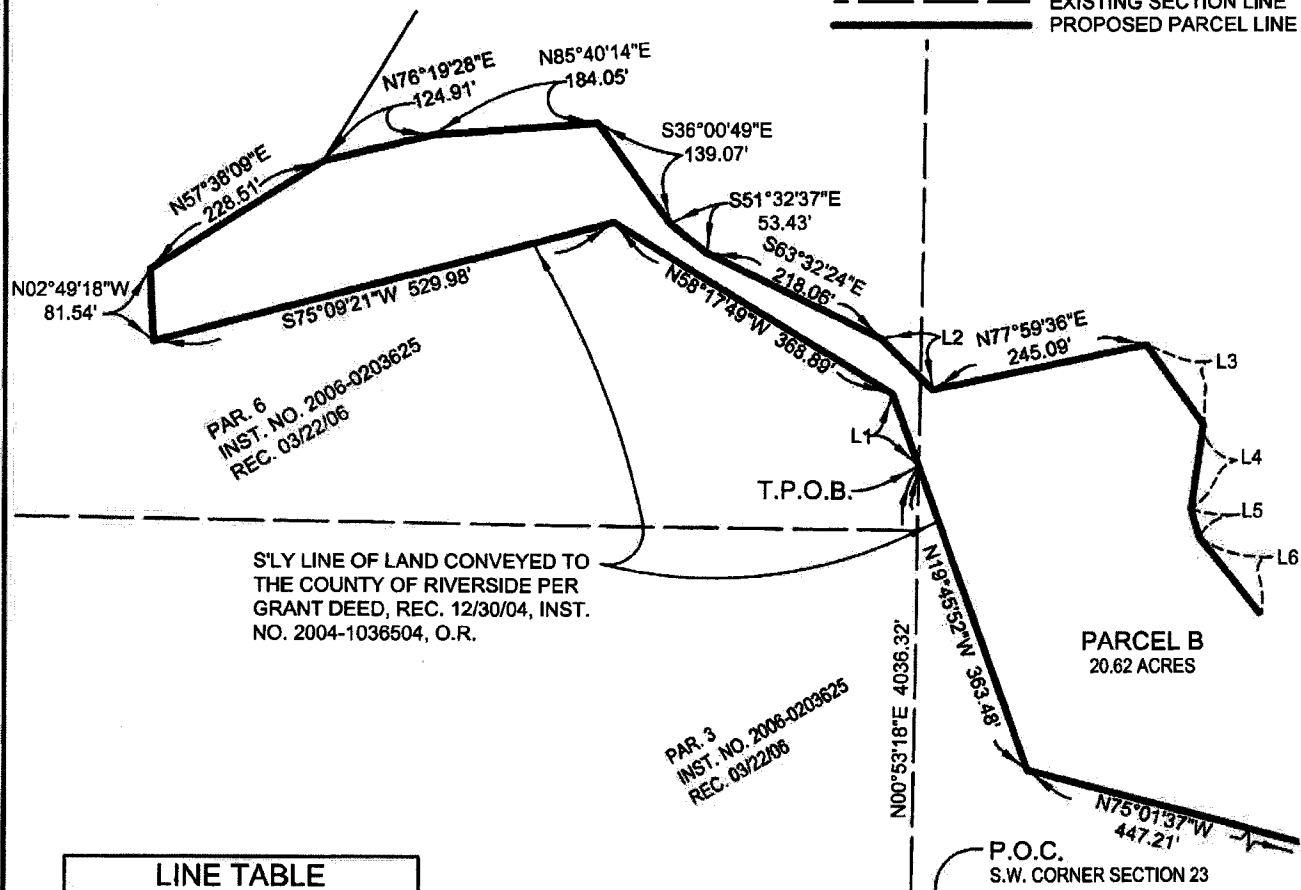 EXISTING SECTION LINE
PROPOSED PARCEL LINE
N76°19'28"E
124.91'
N85°40'14"E
184.05'
S36°00'49"E
139.07'
N57°38'09"E
228.51'
S51°32'37"E
53.43'
S63°32'24"E
218.06'
N02°49'18"W
81.54'
S75°09'21"W 529.98'
N58°17'49"W 368.89'
L2
N77°59'36"E
245.09'
L3
PAR. 6
INST. NO. 2006-0203625
REC. 03/22/06
L1
L4
T.P.O.B.
L5
L6
S'LY LINE OF LAND CONVEYED TO
THE COUNTY OF RIVERSIDE PER
GRANT DEED, REC. 12/30/04, INST.
NO. 2004-1036504, O.R.
N19°45'52"W 363.48'
PARCEL B
20.62 ACRES
N00°53'18"E 4036.32'
PAR. 3
INST. NO. 2006-0203625
REC. 03/22/06
N75°01'37"W
447.21'
P.O.C.
S.W. CORNER SECTION 23
LINE TABLE